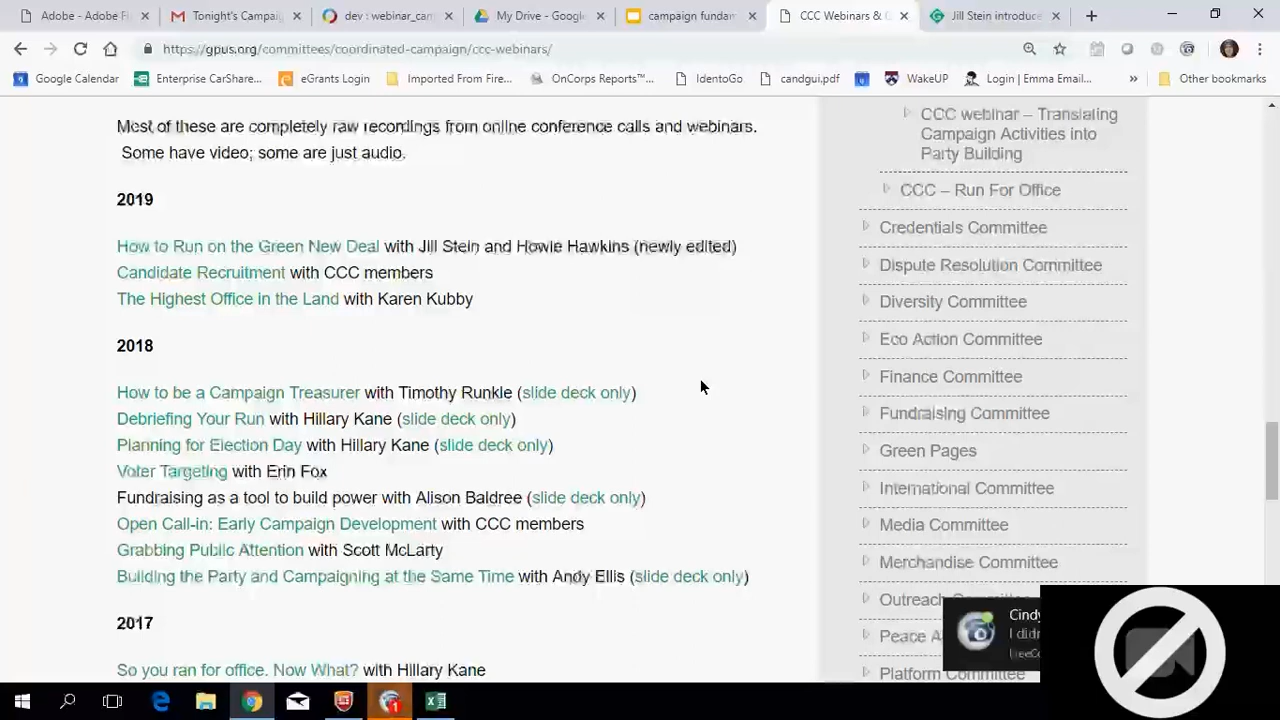 Adobe - Adobe Fl
Tonight's Campai
dev : webinar_can
My Drive - Google
campaign fundam
CCC Webinars & C
Jill Stein introduce
https://gpus.org/committees/coordinated-campaign/ccc-webinars/
Google Calendar
Enterprise CarShare...
eGrants Login
Imported From Fire...
OnCorps Reports™...
IdentoGo
candgui.pdf
WakeUP
Login | Emma Email...
Other bookmarks
Most of these are completely raw recordings from online conference calls and webinars.
Some have video; some are just audio.
2019
How to Run on the Green New Deal with Jill Stein and Howie Hawkins (newly edited)
Candidate Recruitment with CCC members
The Highest Office in the Land with Karen Kubby
2018
How to be a Campaign Treasurer with Timothy Runkle (slide deck only)
Debriefing Your Run with Hillary Kane (slide deck only)
Planning for Election Day with Hillary Kane (slide deck only)
Voter Targeting with Erin Fox
Fundraising as a tool to build power with Alison Baldree (slide deck only)
Open Call-in: Early Campaign Development with CCC members
Grabbing Public Attention with Scott McLarty
Building the Party and Campaigning at the Same Time with Andy Ellis (slide deck only)
2017
So you ran for office. Now What? with Hillary Kane
CCC webinar – Translating
Campaign Activities into
Party Building
CCC – Run For Office
Credentials Committee
Dispute Resolution Committee
Diversity Committee
Eco Action Committee
Finance Committee
Fundraising Committee
Green Pages
International Committee
Media Committee
Merchandise Committee
Outreach
Peace A
Platform Committee
Cindy
I didn